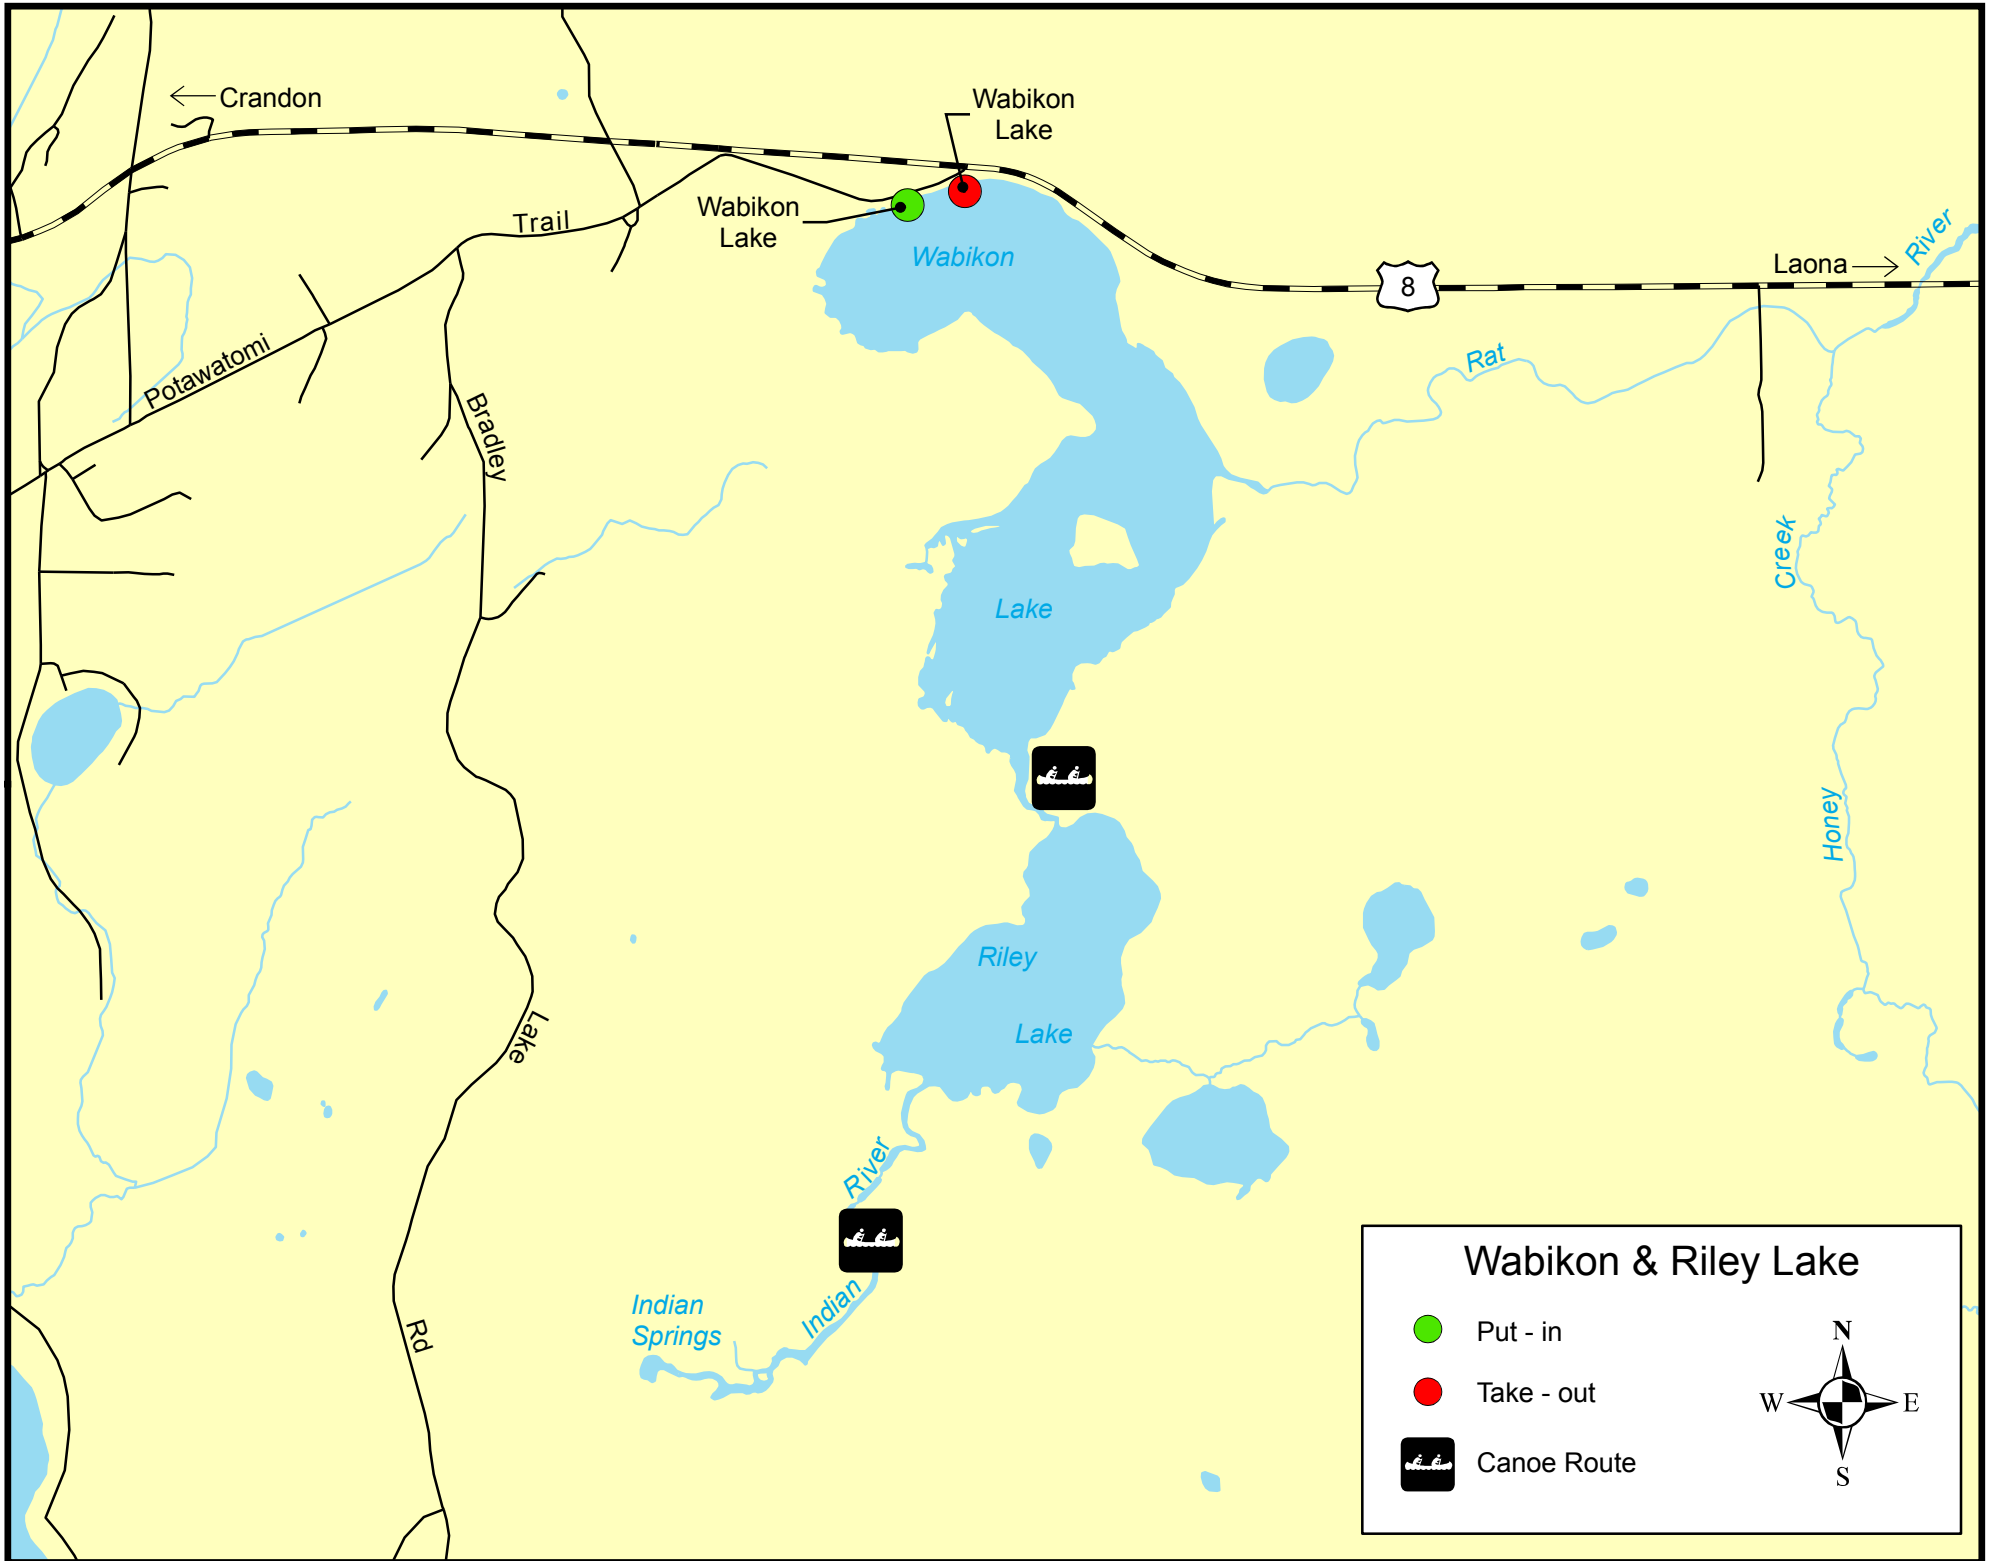 Crandon
Wabikon
Lake
Wabikon
Lake
Trail
Wabikon
River
Laona
8
Rat
Potawatomi
Bradley
Creek
Lake
Honey
Riley
Lake
Lake
River
Indian
Springs
Indian
Rd
Wabikon & Riley Lake
Put - in
Take - out
Canoe Route
N
W
E
S